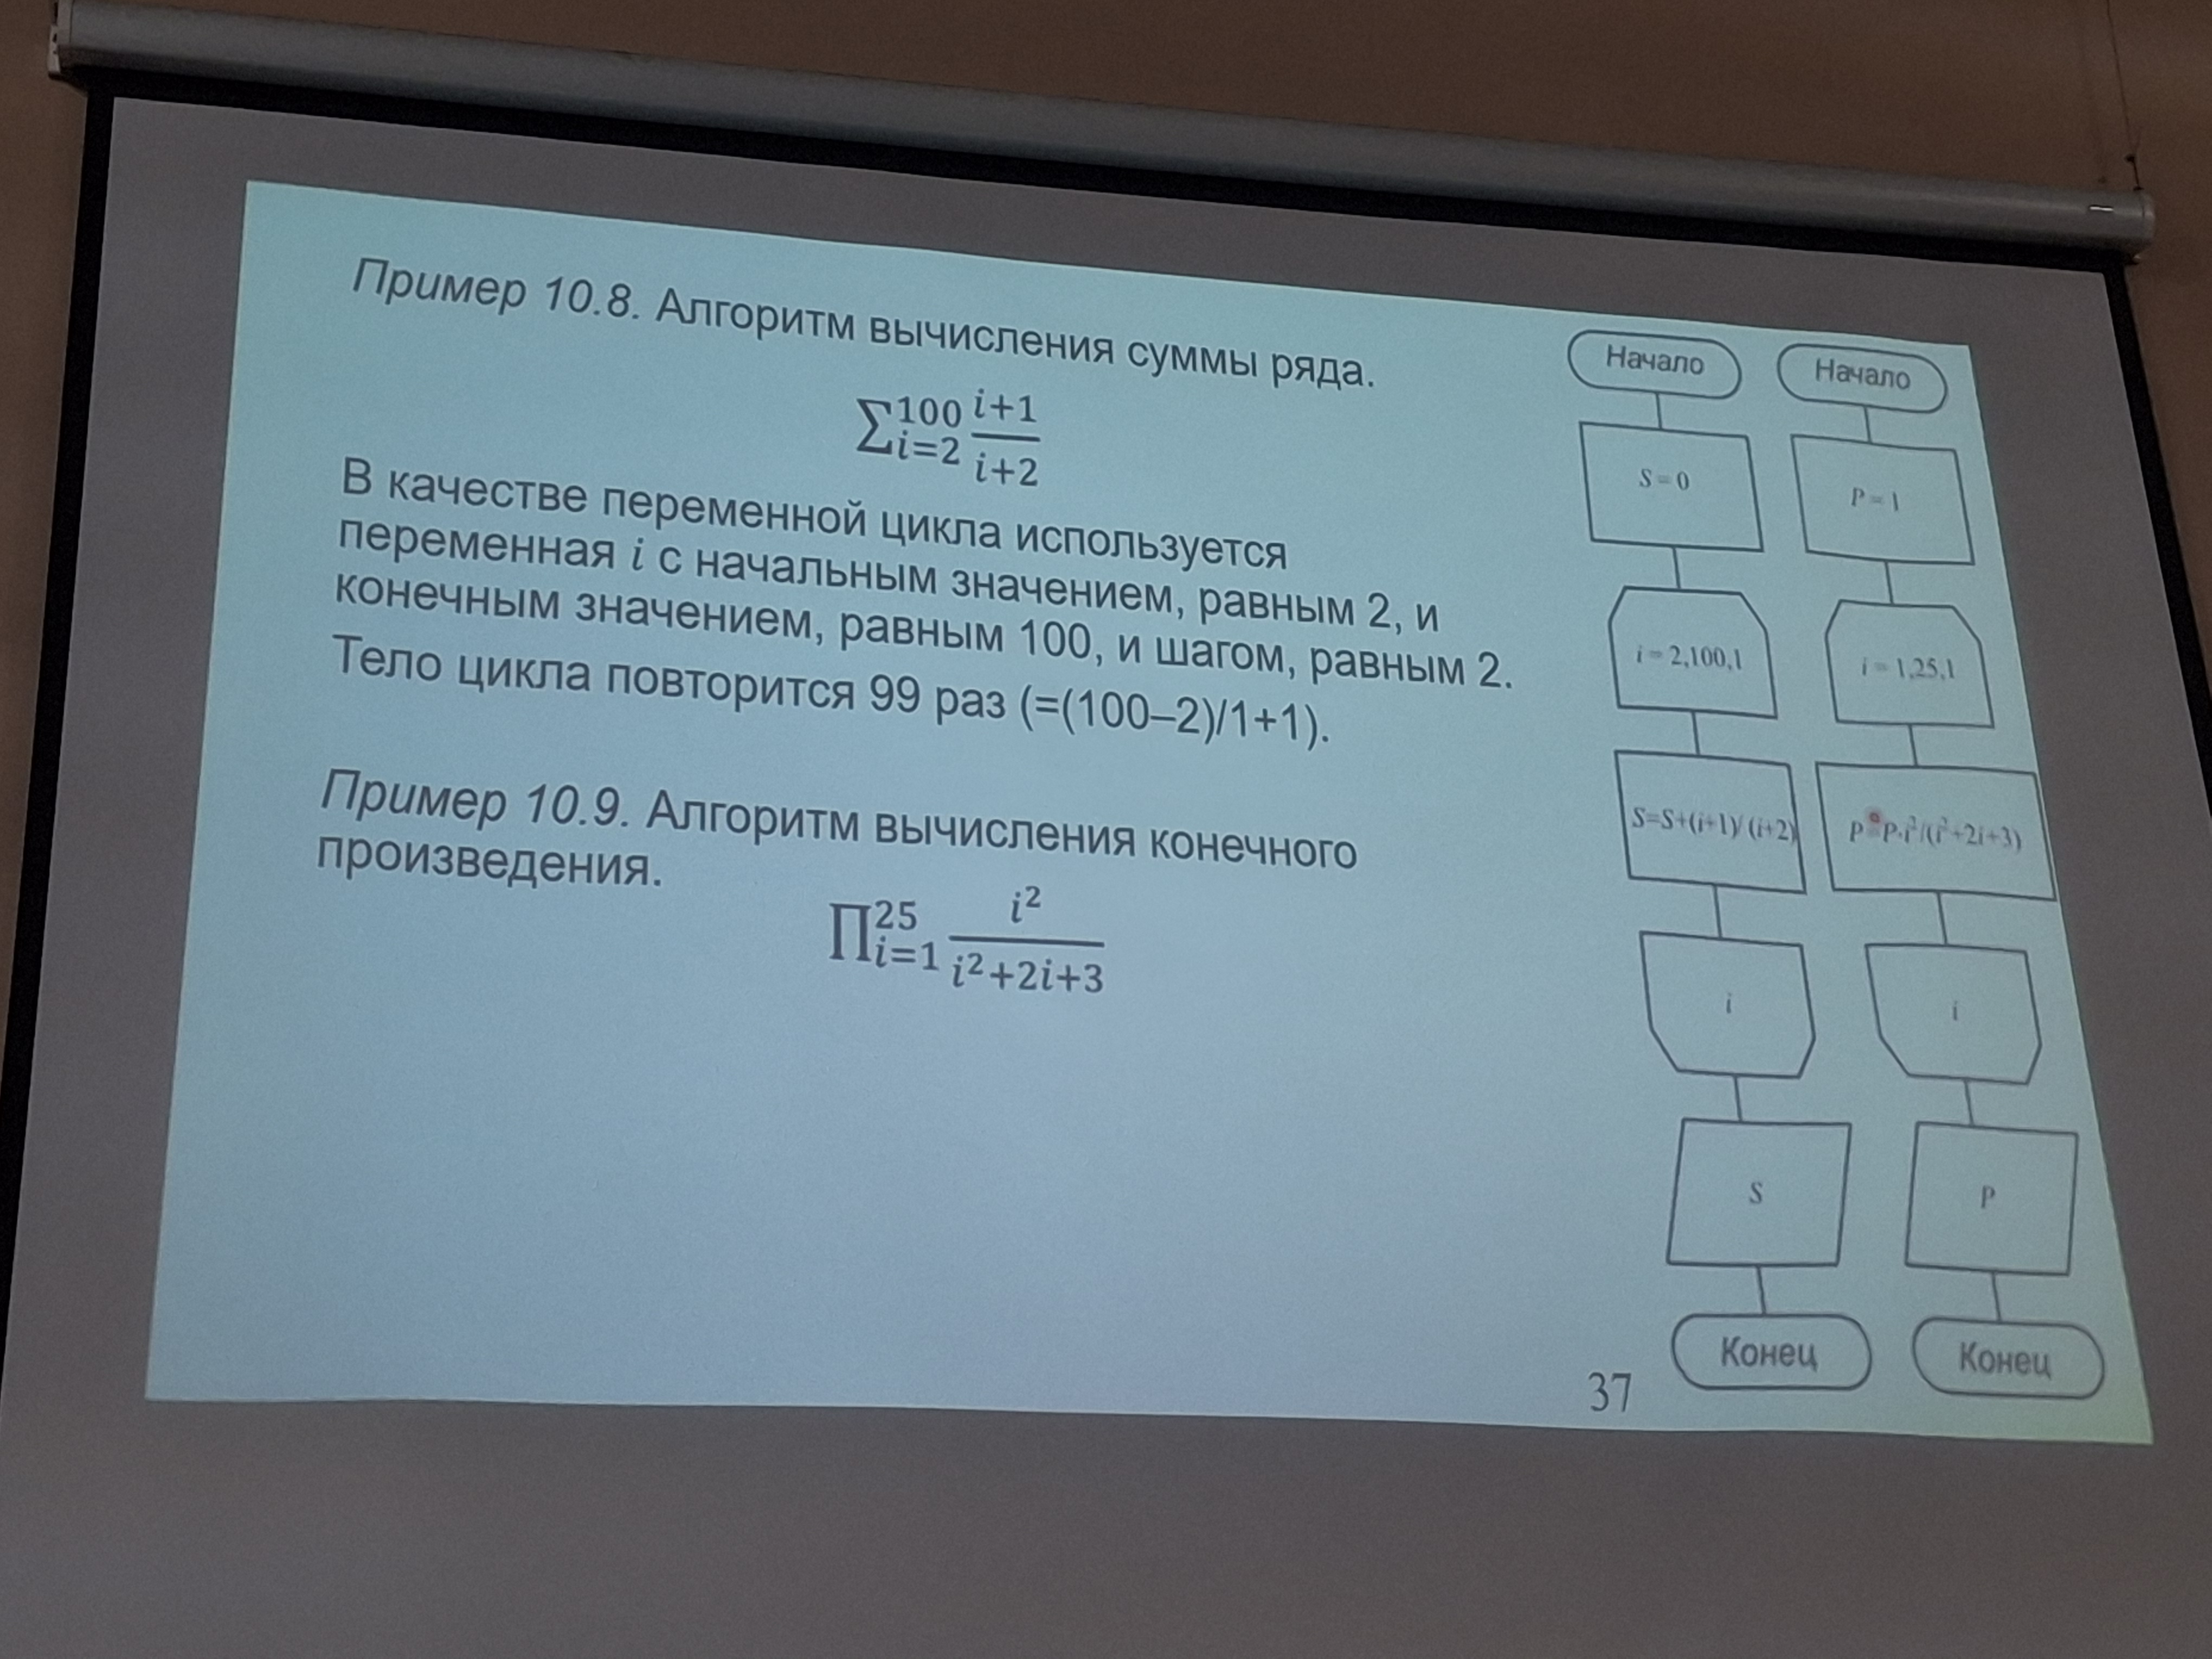 Пример 10.8. Алгоритм вычисления суммы ряда.
∑_{i=2}^{100} (i+1)/(i+2)
В качестве переменной цикла используется
переменная i с начальным значением, равным 2, и
конечным значением, равным 100, и шагом, равным 2.
Тело цикла повторится 99 раз (=(100–2)/1+1).
Пример 10.9. Алгоритм вычисления конечного
произведения.
∏_{i=1}^{25} i²/(i²+2i+3)
Начало
S = 0
i = 2,100,1
S=S+(i+1)/(i+2)
i
S
Конец
Начало
P = 1
i = 1,25,1
P=P·i²/(i²+2i+3)
i
P
Конец
37